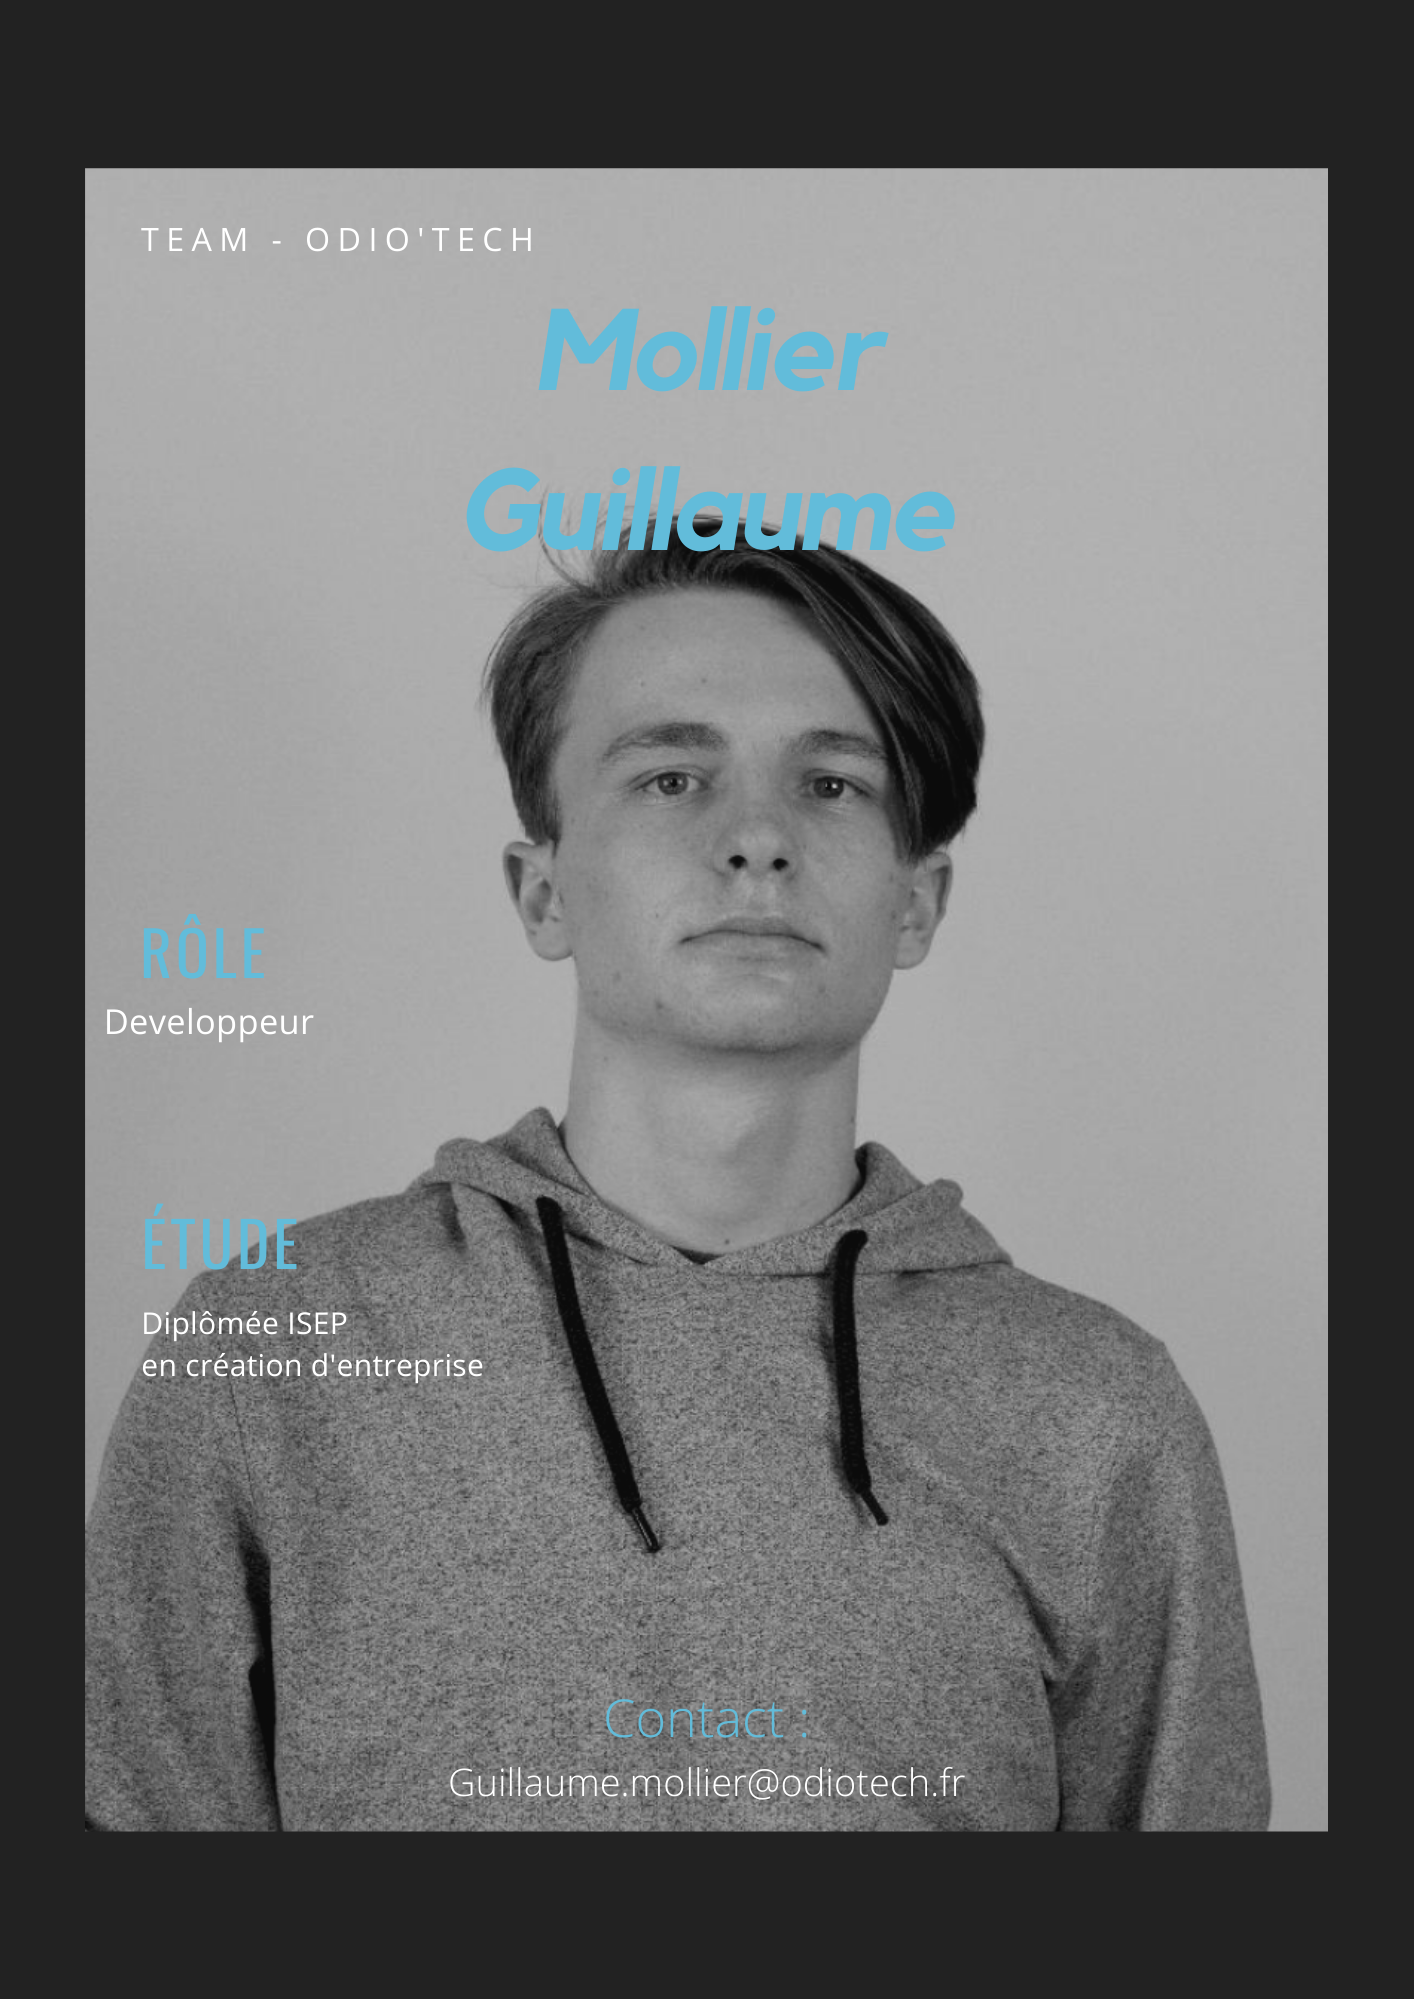 TEAM - ODIO'TECH
Mollier
Guillaume
RÔLE
Developpeur
ÉTUDE
Diplômée ISEP
en création d'entreprise
Contact :
Guillaume.mollier@odiotech.fr